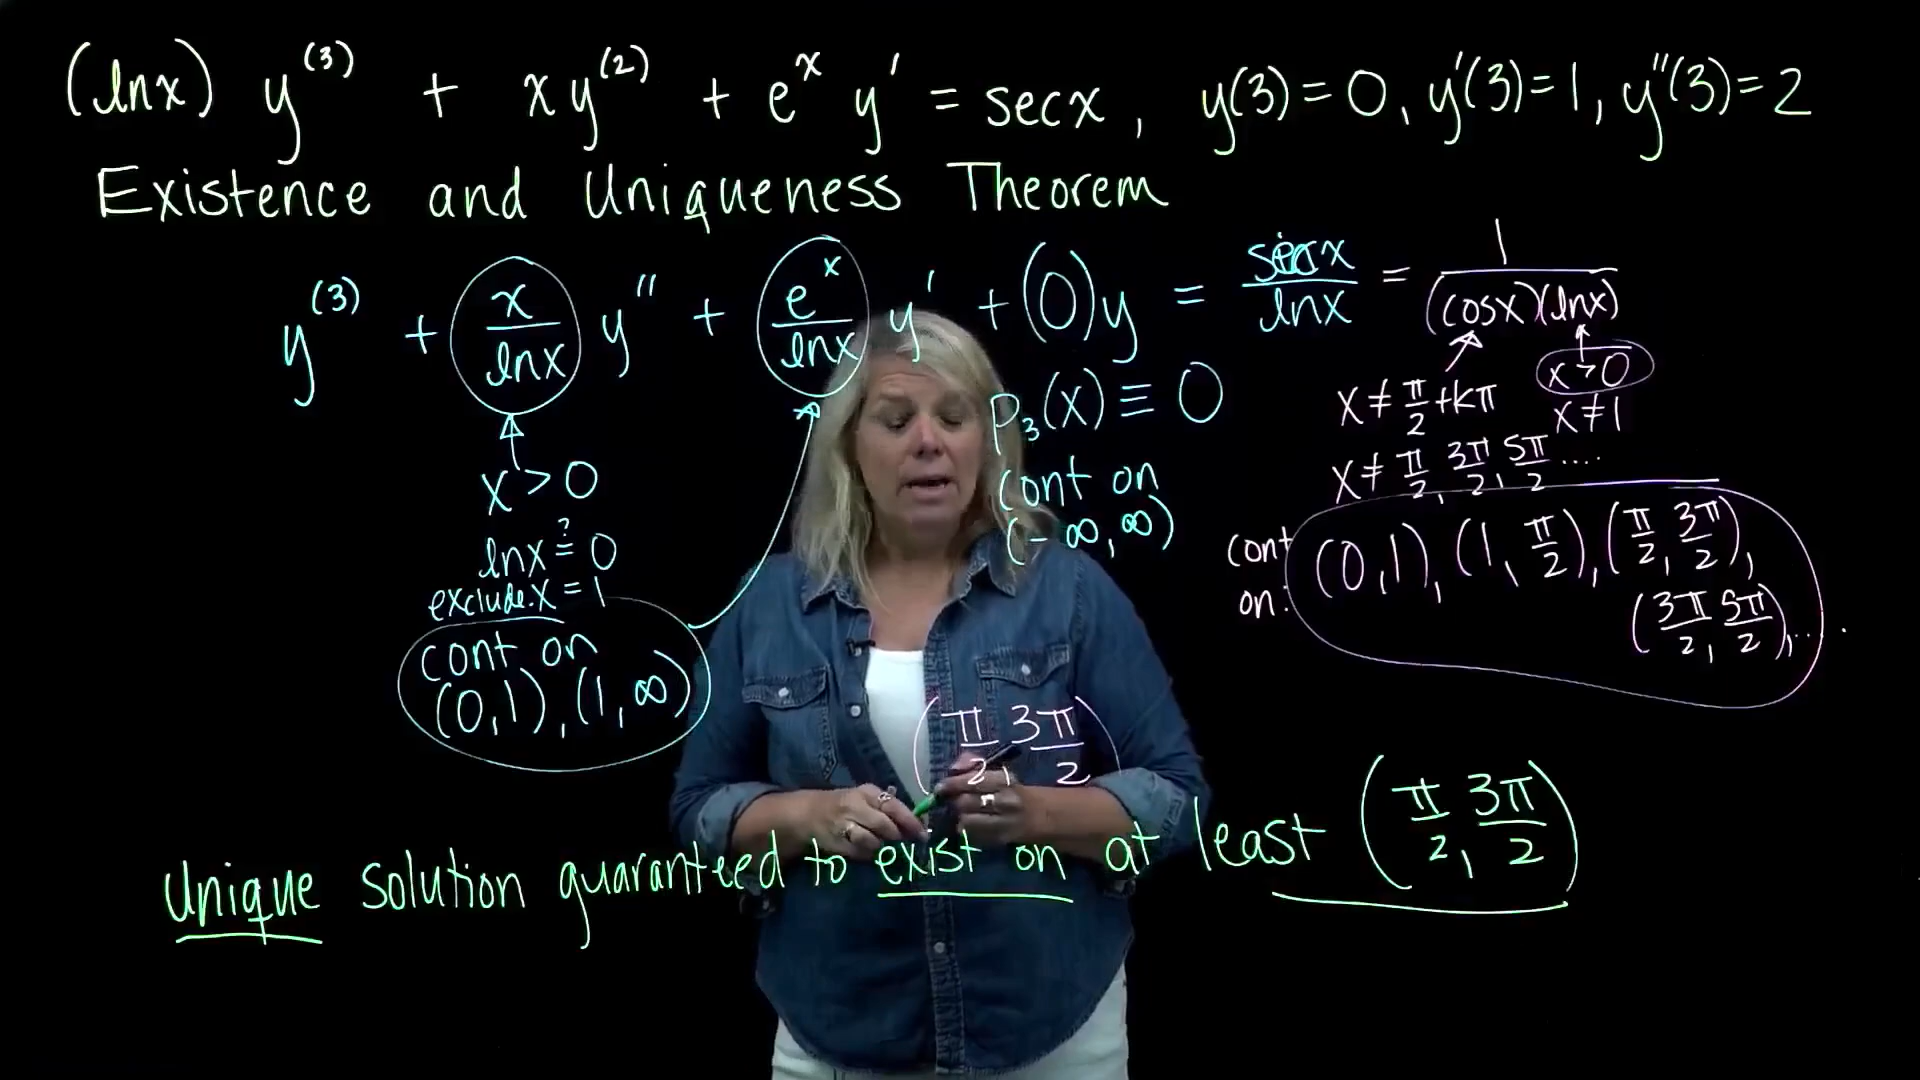 (lnx) y⁽³⁾ + xy⁽²⁾ + eˣ y' = secx, y(3)=0, y'(3)=1, y''(3)=2
Existence and Uniqueness Theorem
y⁽³⁾ + x/lnx y'' + eˣ/lnx y' + (0)y = secx/lnx = 1/(cosx)(lnx)
x>0
lnx ?= 0
exclude x=1
cont on
(0,1), (1,∞)
p₃(x) ≡ 0
cont on
(-∞,∞)
x≠π/2+kπ
x≠π/2, 3π/2, 5π/2....
x>0
x≠1
cont on:
(0,1), (1,π/2), (π/2, 3π/2),
(3π/2, 5π/2),....
(π/2, 3π/2)
Unique solution guaranteed to exist on at least (π/2, 3π/2)